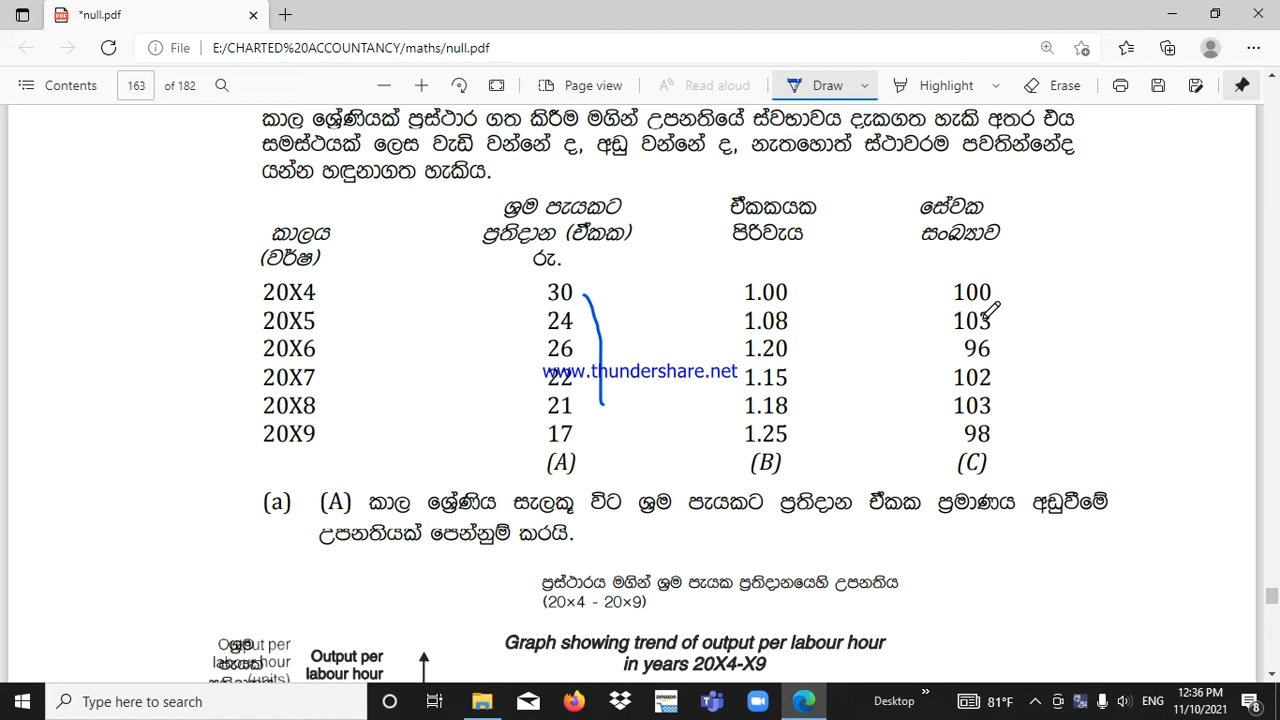 *null.pdf
File E:/CHARTED%20ACCOUNTANCY/maths/null.pdf
Contents 163 of 182 Page view Read aloud Draw Highlight Erase
කාල ශ්‍රේණියක් ප්‍රස්ථාර ගත කිරීම මගින් උපනතියේ ස්වභාවය දැකගත හැකි අතර එය
සමස්ථයක් ලෙස වැඩි වන්නේ ද, අඩු වන්නේ ද, නැතහොත් ස්ථාවරම පවතින්නේද
යන්න හඳුනාගත හැකිය.
ශ්‍රම පැයකට ඒකකයක සේවක
කාලය ප්‍රතිදාන (ඒකක) පිරිවැය සංඛ්‍යාව
(වර්ෂ) රු.
20X4 30 1.00 100
20X5 24 1.08 103
20X6 26 1.20 96
www.thundershare.net
20X7 22 1.15 102
20X8 21 1.18 103
20X9 17 1.25 98
(A) (B) (C)
(a) (A) කාල ශ්‍රේණිය සැලකූ විට ශ්‍රම පැයකට ප්‍රතිදාන ඒකක ප්‍රමාණය අඩුවීමේ
උපනතියක් පෙන්නුම් කරයි.
ප්‍රස්ථාරය මගින් ශ්‍රම පැයක ප්‍රතිදානයෙහි උපනතිය
(20×4 - 20×9)
Graph showing trend of output per labour hour
in years 20X4-X9
Output per
labour hour
(units)
Output per
labour hour
Type here to search Desktop 81°F ENG 12:36 PM
11/10/2021 8